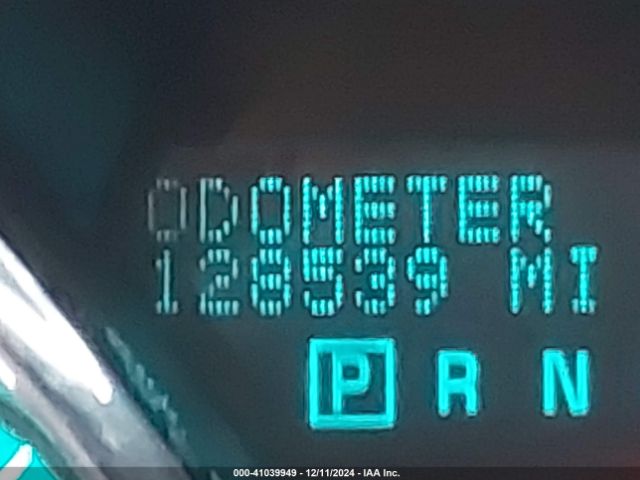 ODOMETER
128539 MI
P R N
000-41039949 - 12/11/2024 - IAA Inc.